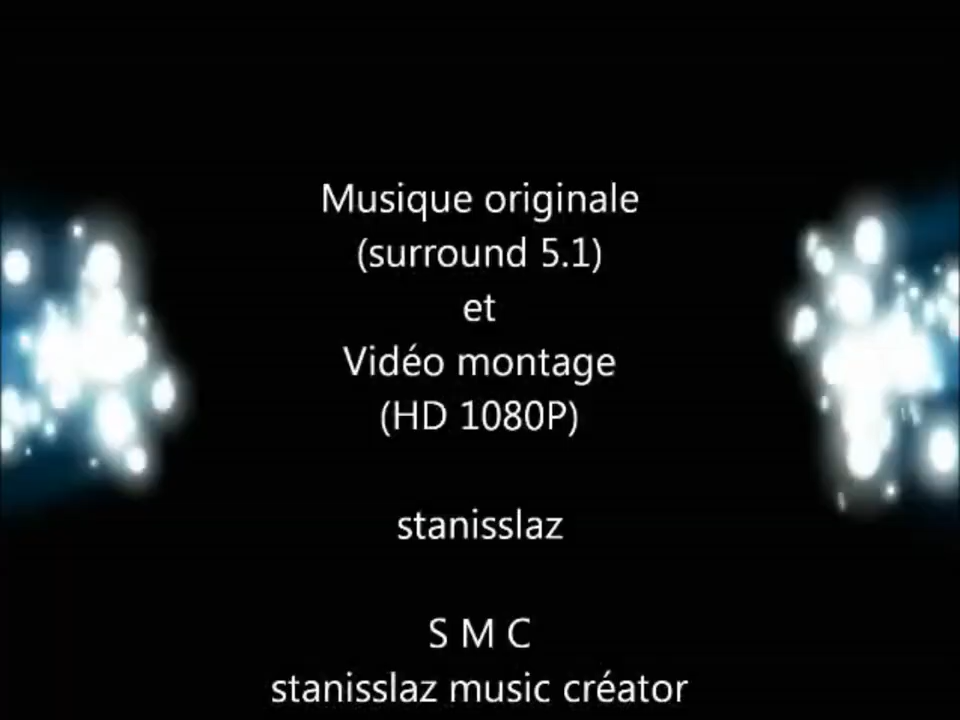 Musique originale
(surround 5.1)
et
Vidéo montage
(HD 1080P)
stanisslaz
S M C
stanisslaz music créator